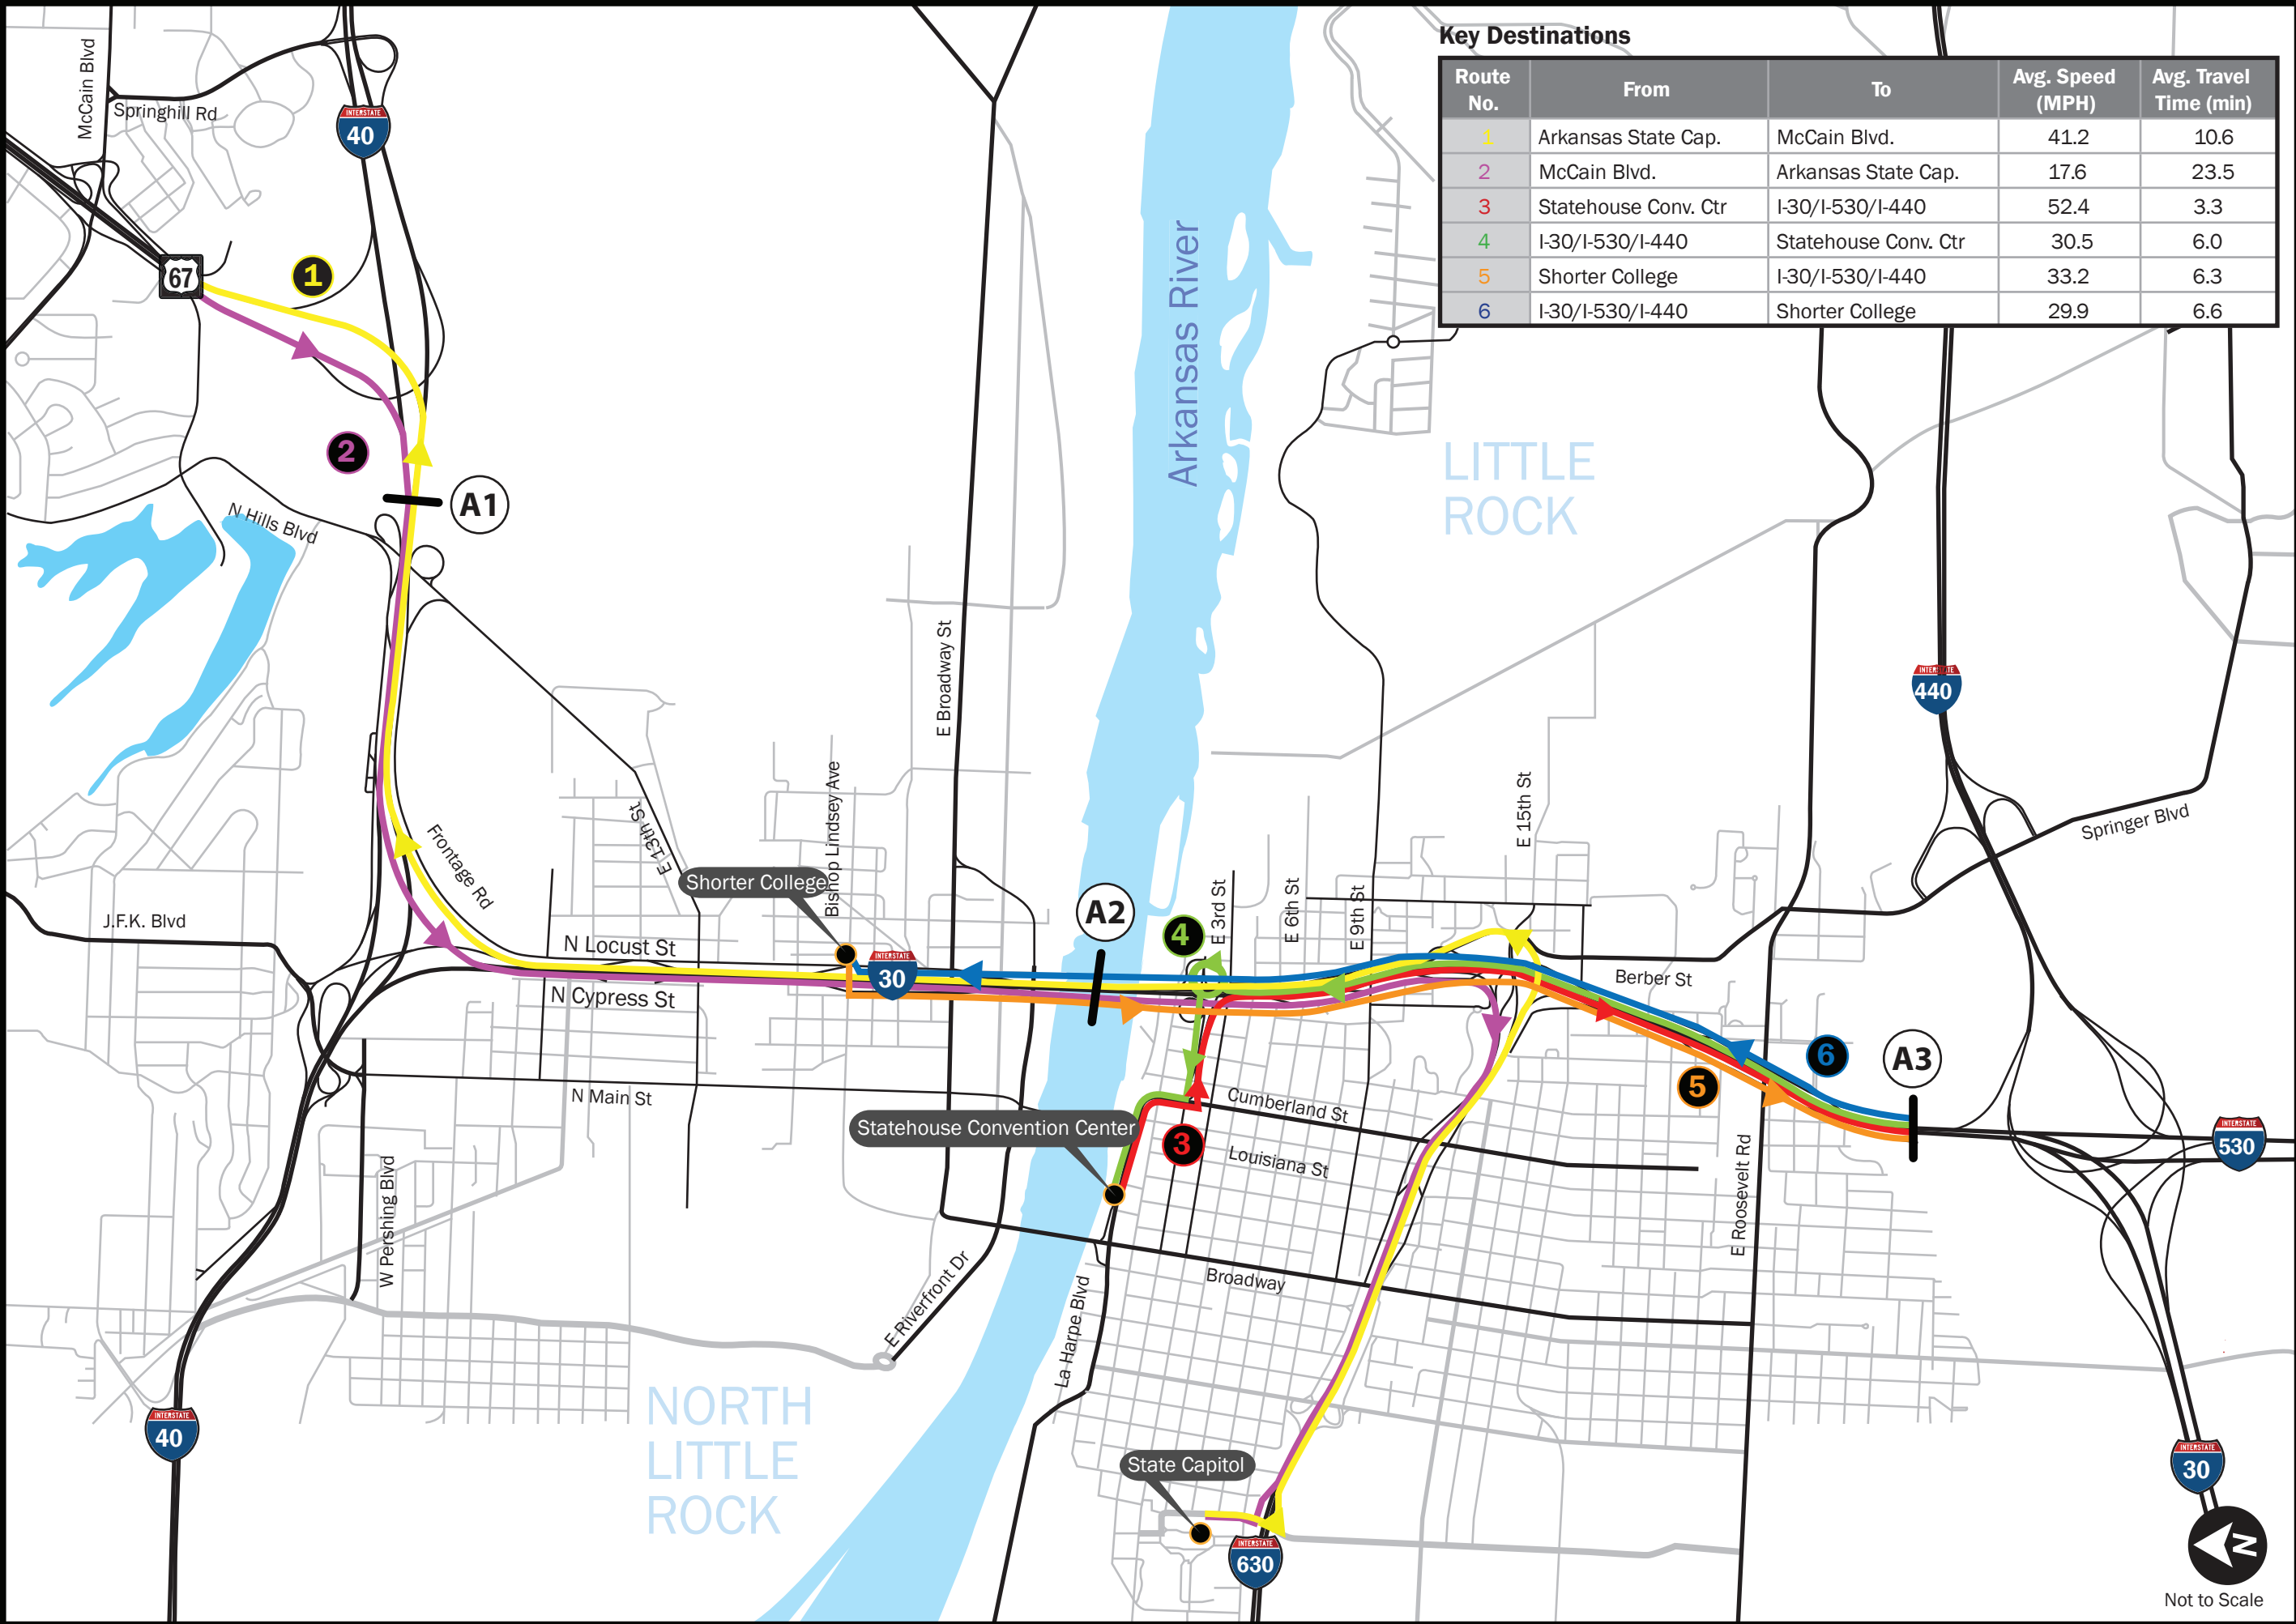 Key Destinations
Route No. From To Avg. Speed (MPH) Avg. Travel Time (min)
1 Arkansas State Cap. McCain Blvd. 41.2 10.6
2 McCain Blvd. Arkansas State Cap. 17.6 23.5
3 Statehouse Conv. Ctr I-30/I-530/I-440 52.4 3.3
4 I-30/I-530/I-440 Statehouse Conv. Ctr 30.5 6.0
5 Shorter College I-30/I-530/I-440 33.2 6.3
6 I-30/I-530/I-440 Shorter College 29.9 6.6
McCain Blvd
Springhill Rd
INTERSTATE
40
67
1
2
A1
N Hills Blvd
Arkansas River
LITTLE
ROCK
E Broadway St
INTERSTATE
440
Springer Blvd
Frontage Rd
E 13th St
Bishop Lindsey Ave
Shorter College
E 15th St
E 3rd St
E 6th St
E 9th St
J.F.K. Blvd
N Locust St
N Cypress St
INTERSTATE
30
A2
4
Berber St
N Main St
Statehouse Convention Center
3
Cumberland St
Louisiana St
5
6
A3
INTERSTATE
530
W Pershing Blvd
E Roosevelt Rd
E Riverfront Dr
La Harpe Blvd
Broadway
NORTH
LITTLE
ROCK
INTERSTATE
40
State Capitol
INTERSTATE
630
INTERSTATE
30
N
Not to Scale